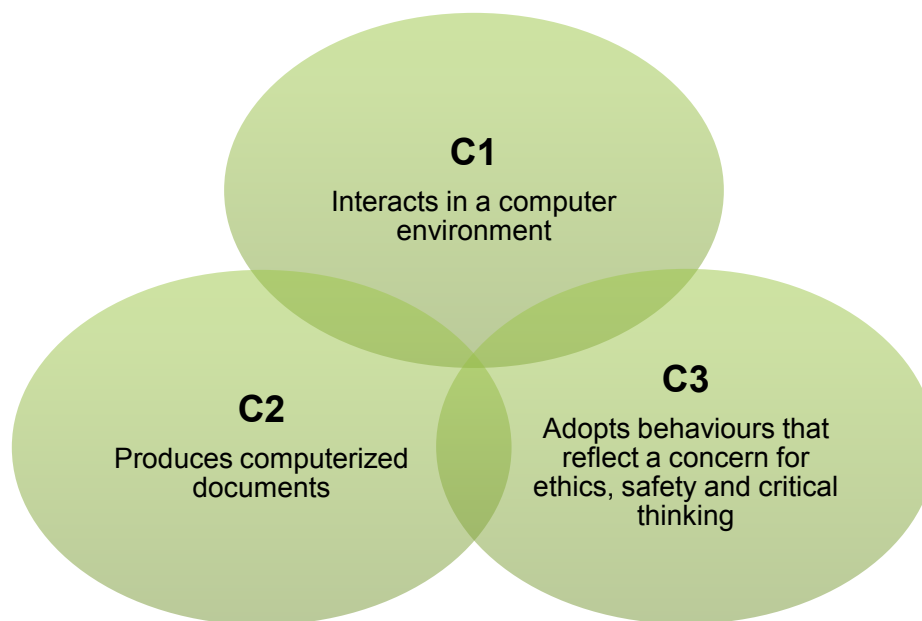 C1
Interacts in a computer
environment
C2
Produces computerized
documents
C3
Adopts behaviours that
reflect a concern for
ethics, safety and critical
thinking